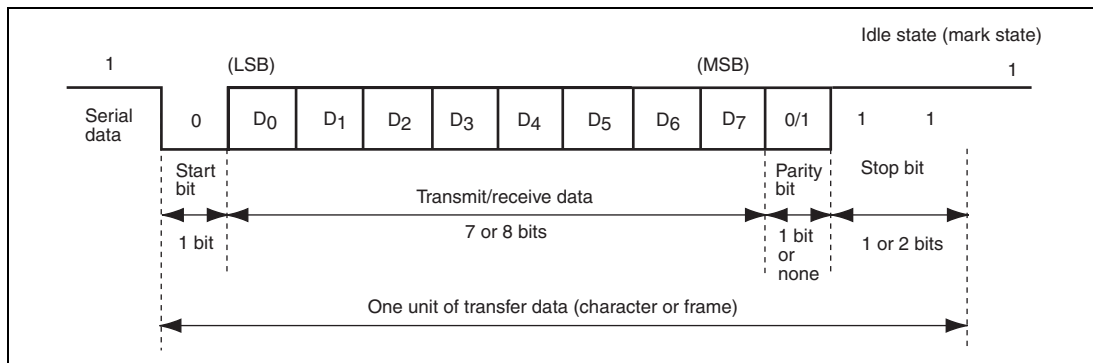 Idle state (mark state)
1 (LSB) (MSB) 1
Serial data
0 D0 D1 D2 D3 D4 D5 D6 D7 0/1 1 1
Start bit
Parity bit
Stop bit
Transmit/receive data
1 bit
7 or 8 bits
1 bit or none
1 or 2 bits
One unit of transfer data (character or frame)